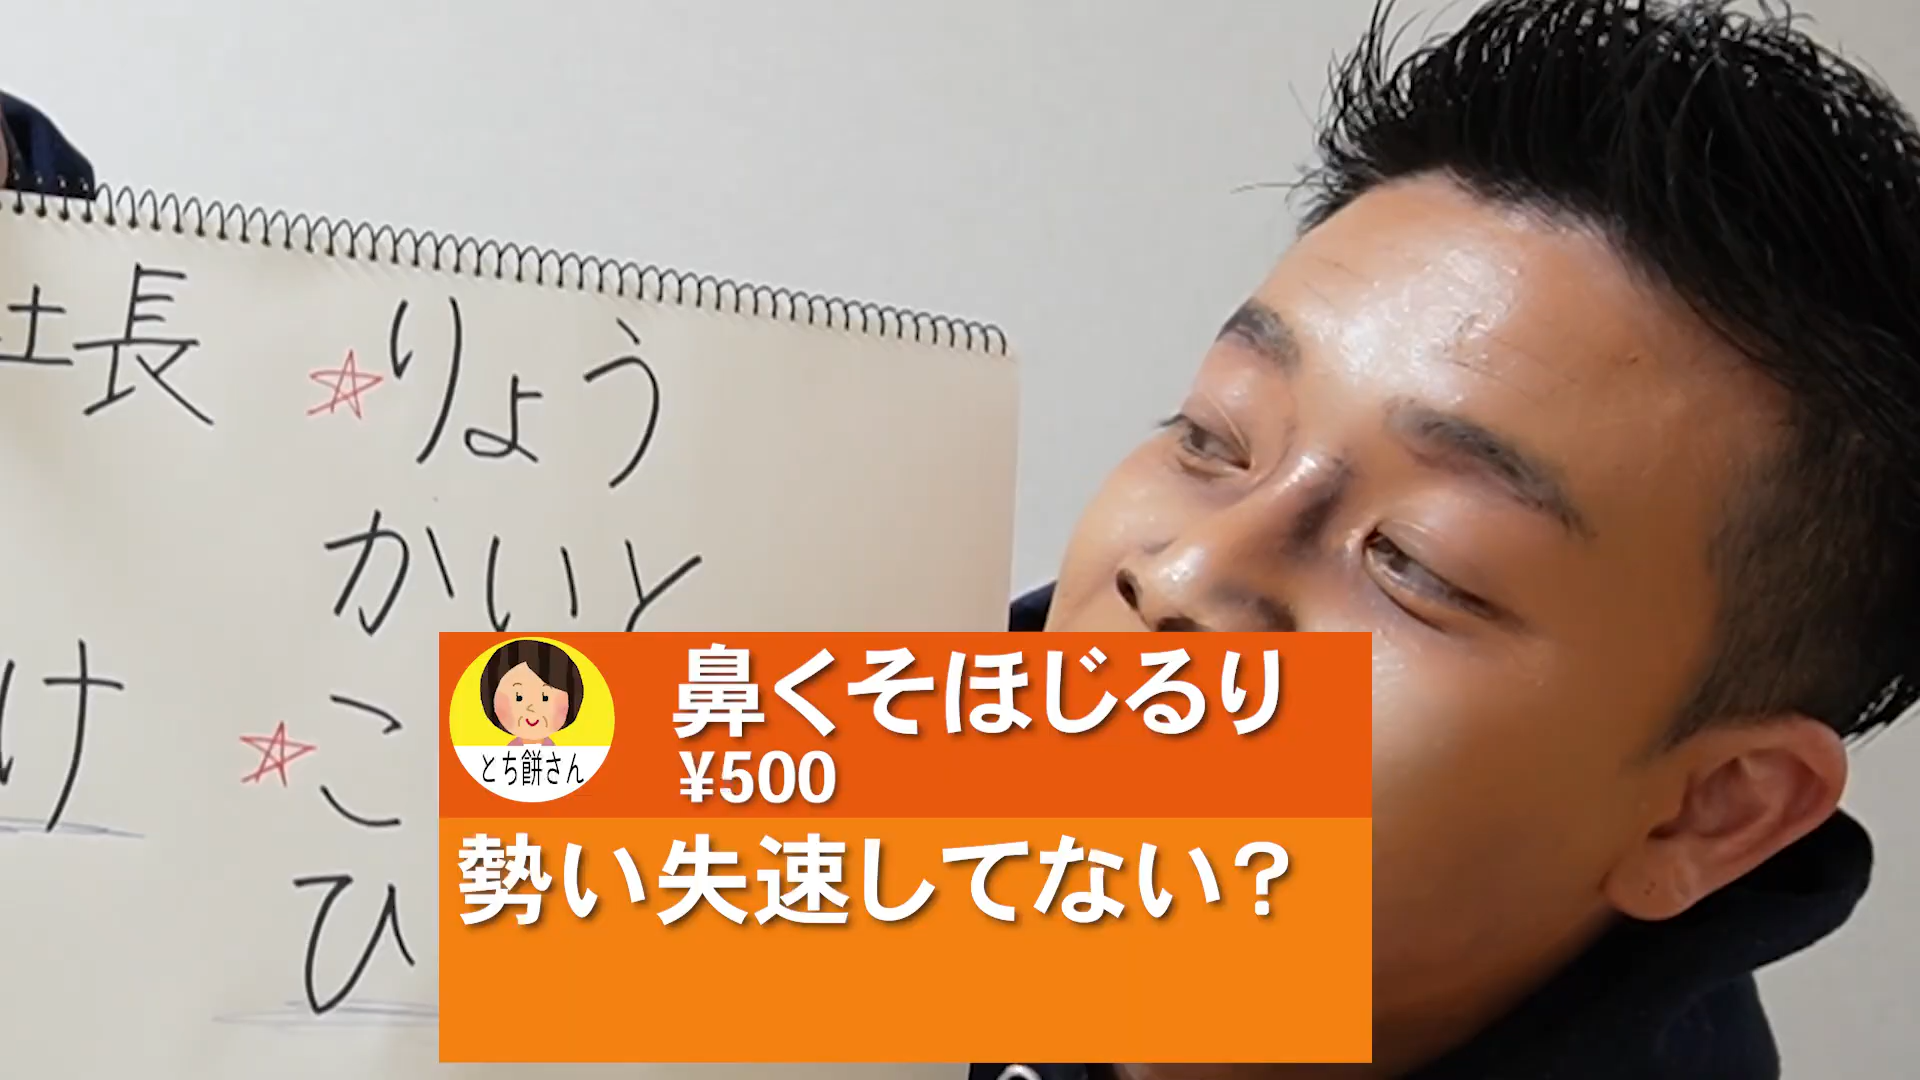 社長
りょう
かいと
け
こ
ひ
とち餅さん
鼻くそほじるり
¥500
勢い失速してない?